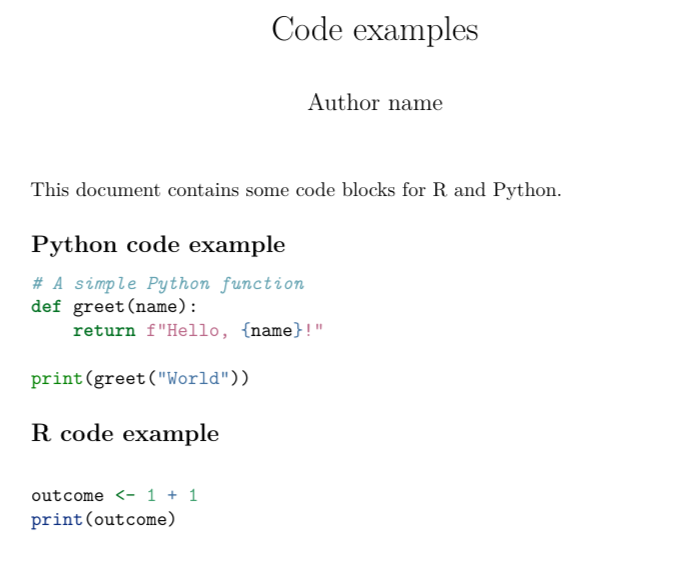 Code examples
Author name
This document contains some code blocks for R and Python.
Python code example
# A simple Python function
def greet(name):
    return f"Hello, {name}!"
print(greet("World"))
R code example
outcome <- 1 + 1
print(outcome)